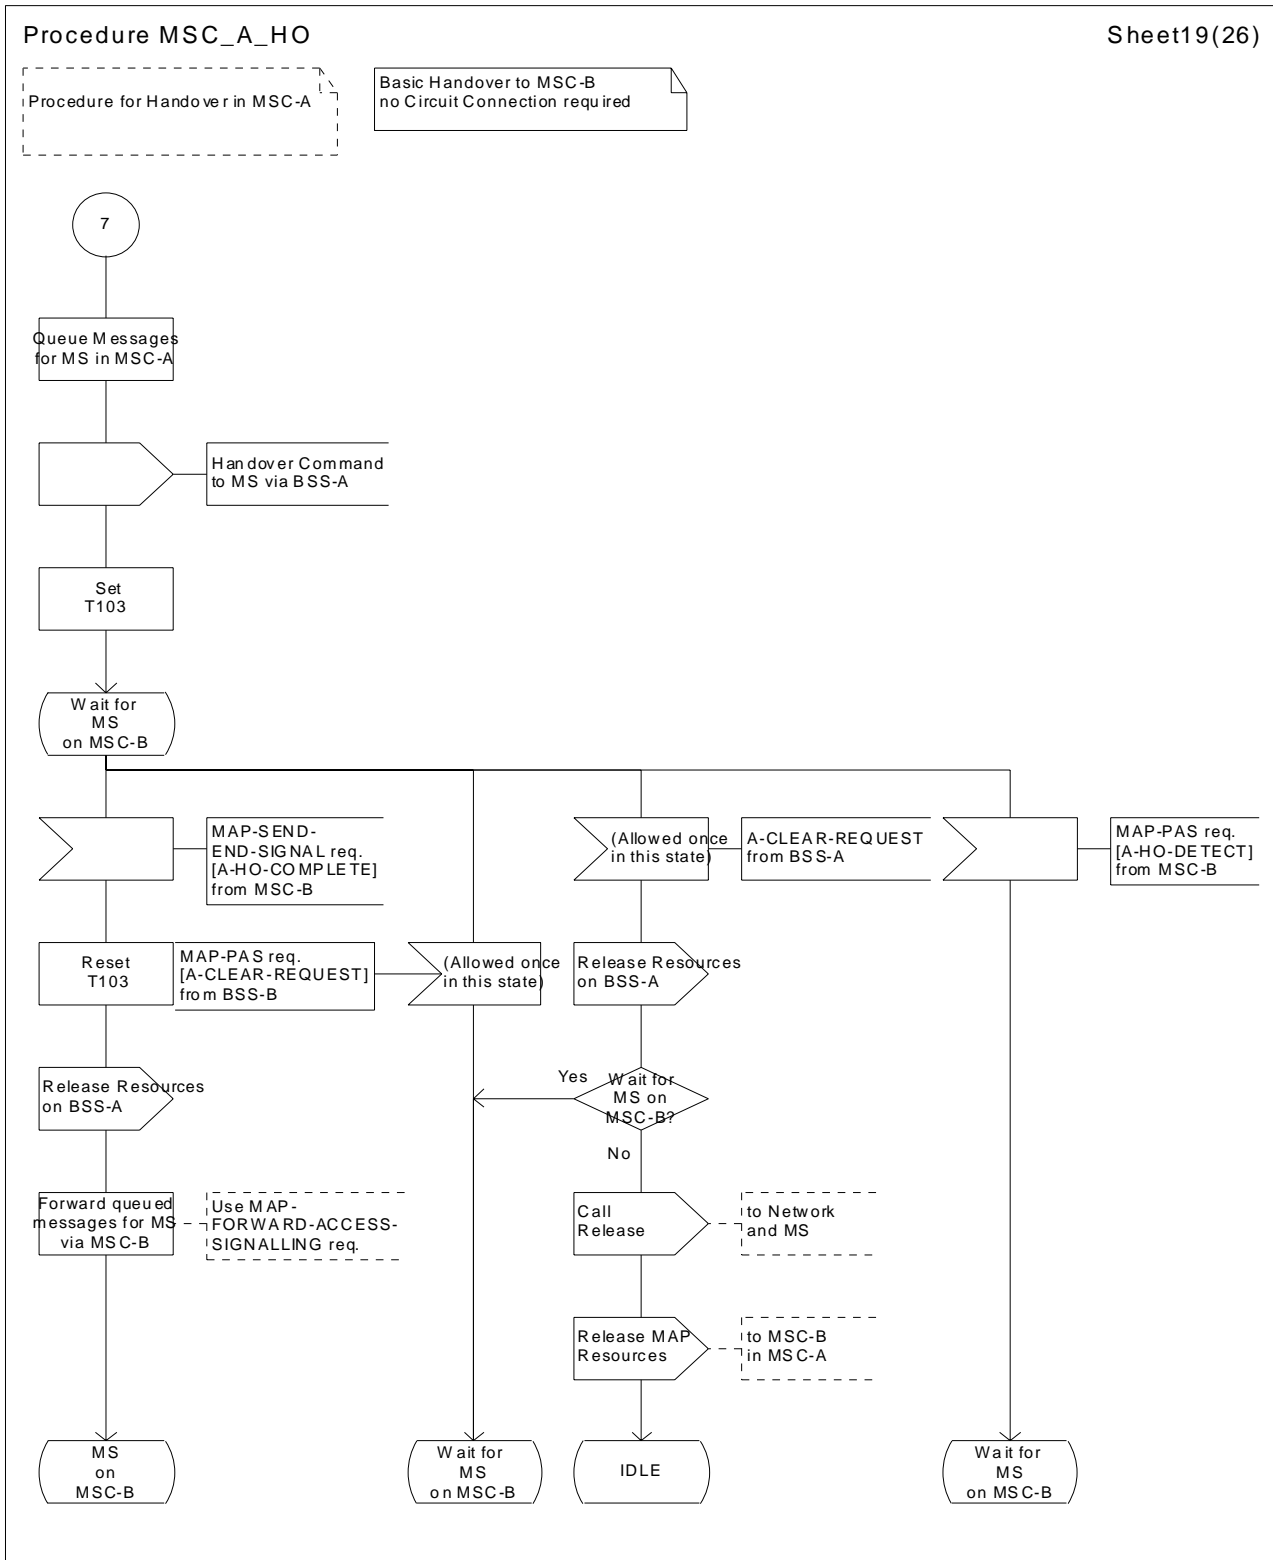 Procedure MSC_A_HO
Sheet19(26)
Procedure for Handover in MSC-A
Basic Handover to MSC-B
no Circuit Connection required
7
Queue Messages
for MS in MSC-A
Handover Command
to MS via BSS-A
Set
T103
Wait for
MS
on MSC-B
MAP-SEND-
END-SIGNAL req.
[A-HO-COMPLETE]
from MSC-B
(Allowed once
in this state)
A-CLEAR-REQUEST
from BSS-A
MAP-PAS req.
[A-HO-DETECT]
from MSC-B
Reset
T103
MAP-PAS req.
[A-CLEAR-REQUEST]
from BSS-B
(Allowed once
in this state)
Release Resources
on BSS-A
Release Resources
on BSS-A
Yes
Wait for
MS on
MSC-B?
No
Forward queued
messages for MS
via MSC-B
Use MAP-
FORWARD-ACCESS-
SIGNALLING req.
Call
Release
to Network
and MS
Release MAP
Resources
to MSC-B
in MSC-A
MS
on
MSC-B
Wait for
MS
on MSC-B
IDLE
Wait for
MS
on MSC-B